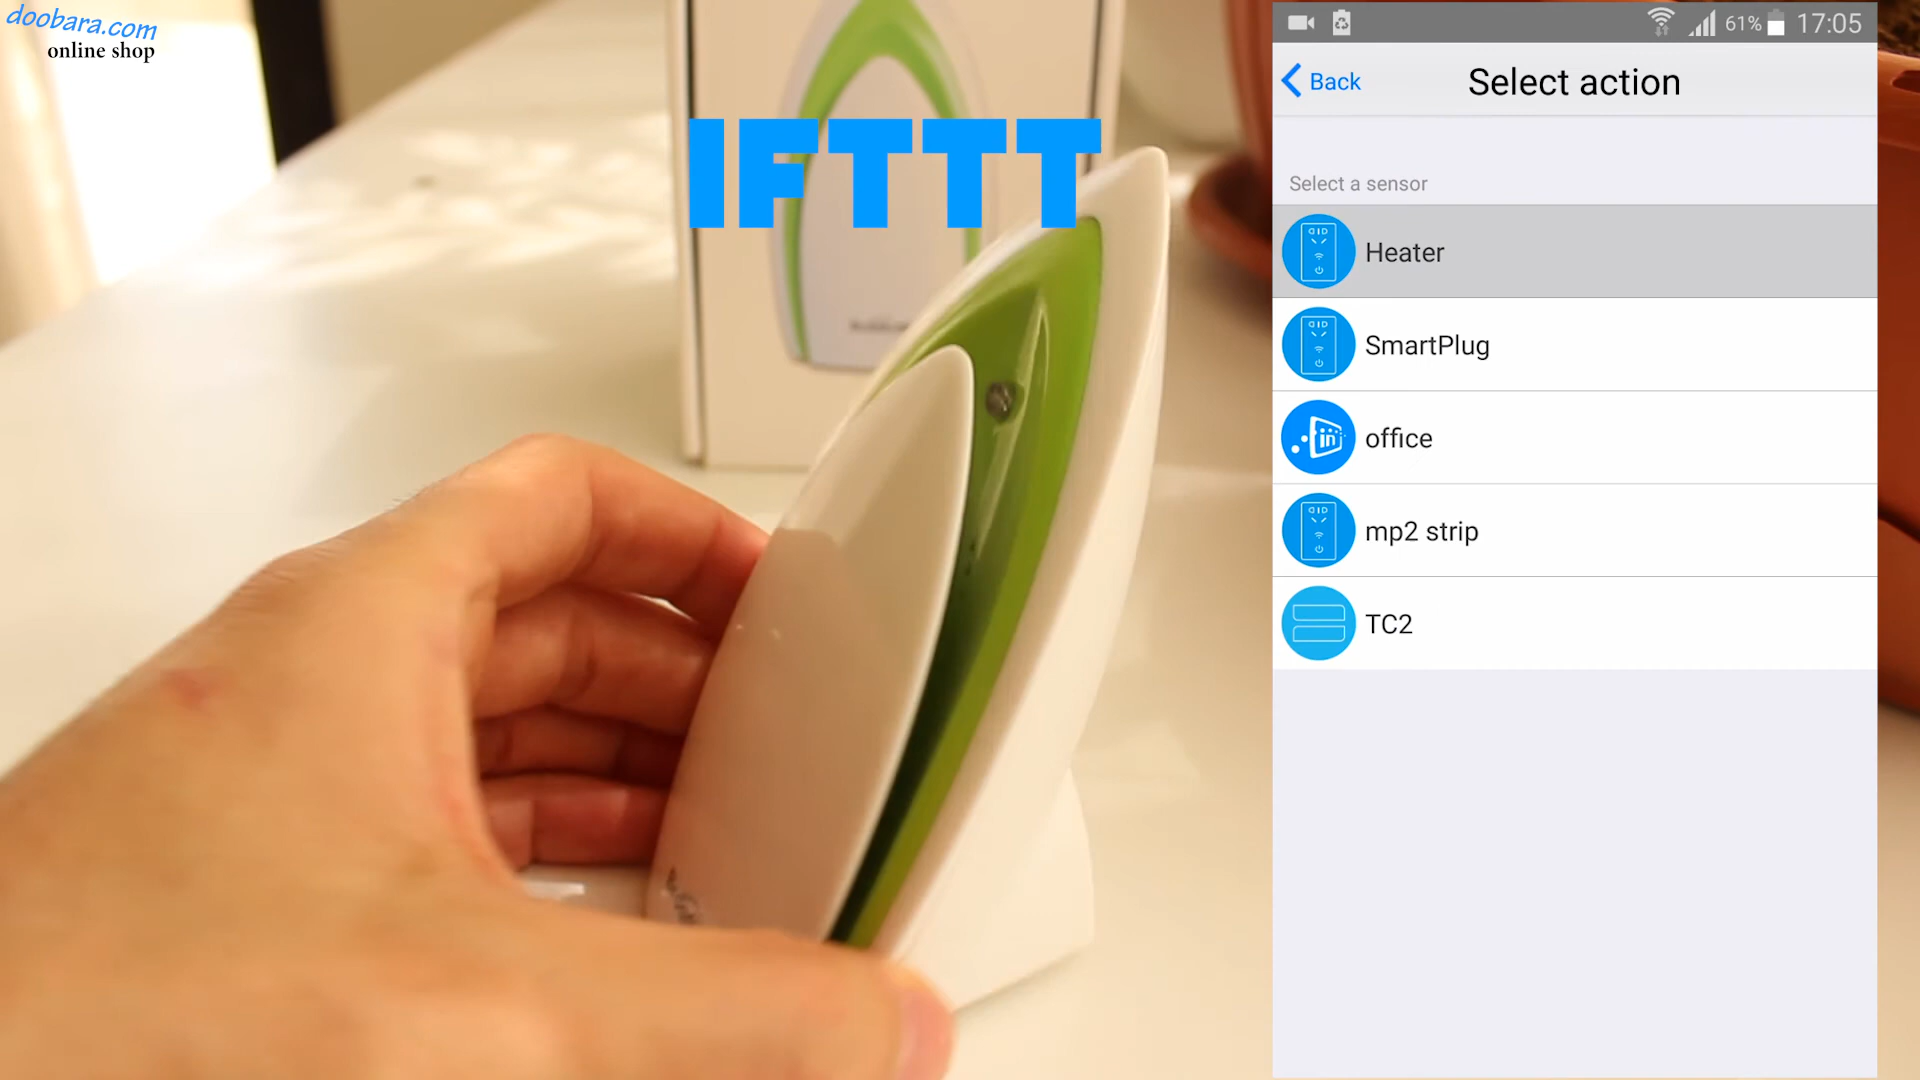 doobara.com
online shop
IFTTT
61% 17:05
Back
Select action
Select a sensor
Heater
SmartPlug
office
mp2 strip
TC2